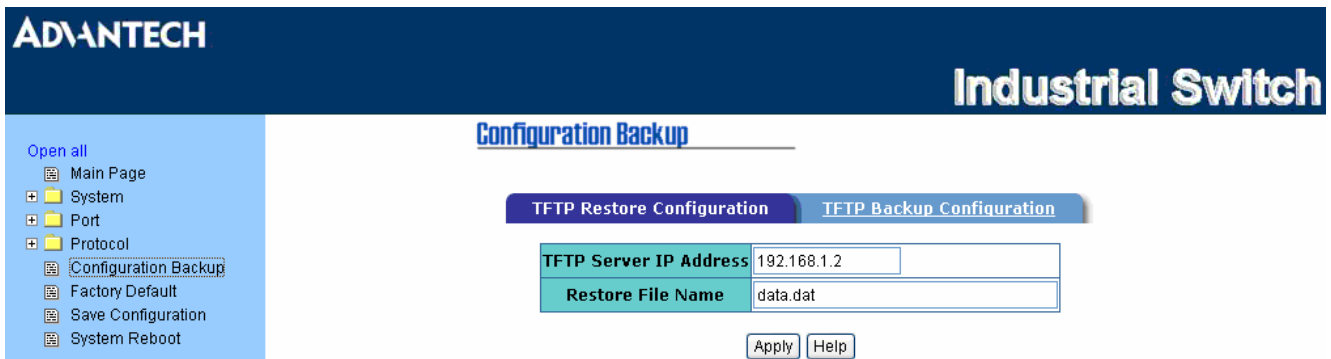 ADVANTECH
Industrial Switch
Open all
Main Page
System
Port
Protocol
Configuration Backup
Factory Default
Save Configuration
System Reboot
Configuration Backup
TFTP Restore Configuration
TFTP Backup Configuration
TFTP Server IP Address 192.168.1.2
Restore File Name data.dat
Apply Help